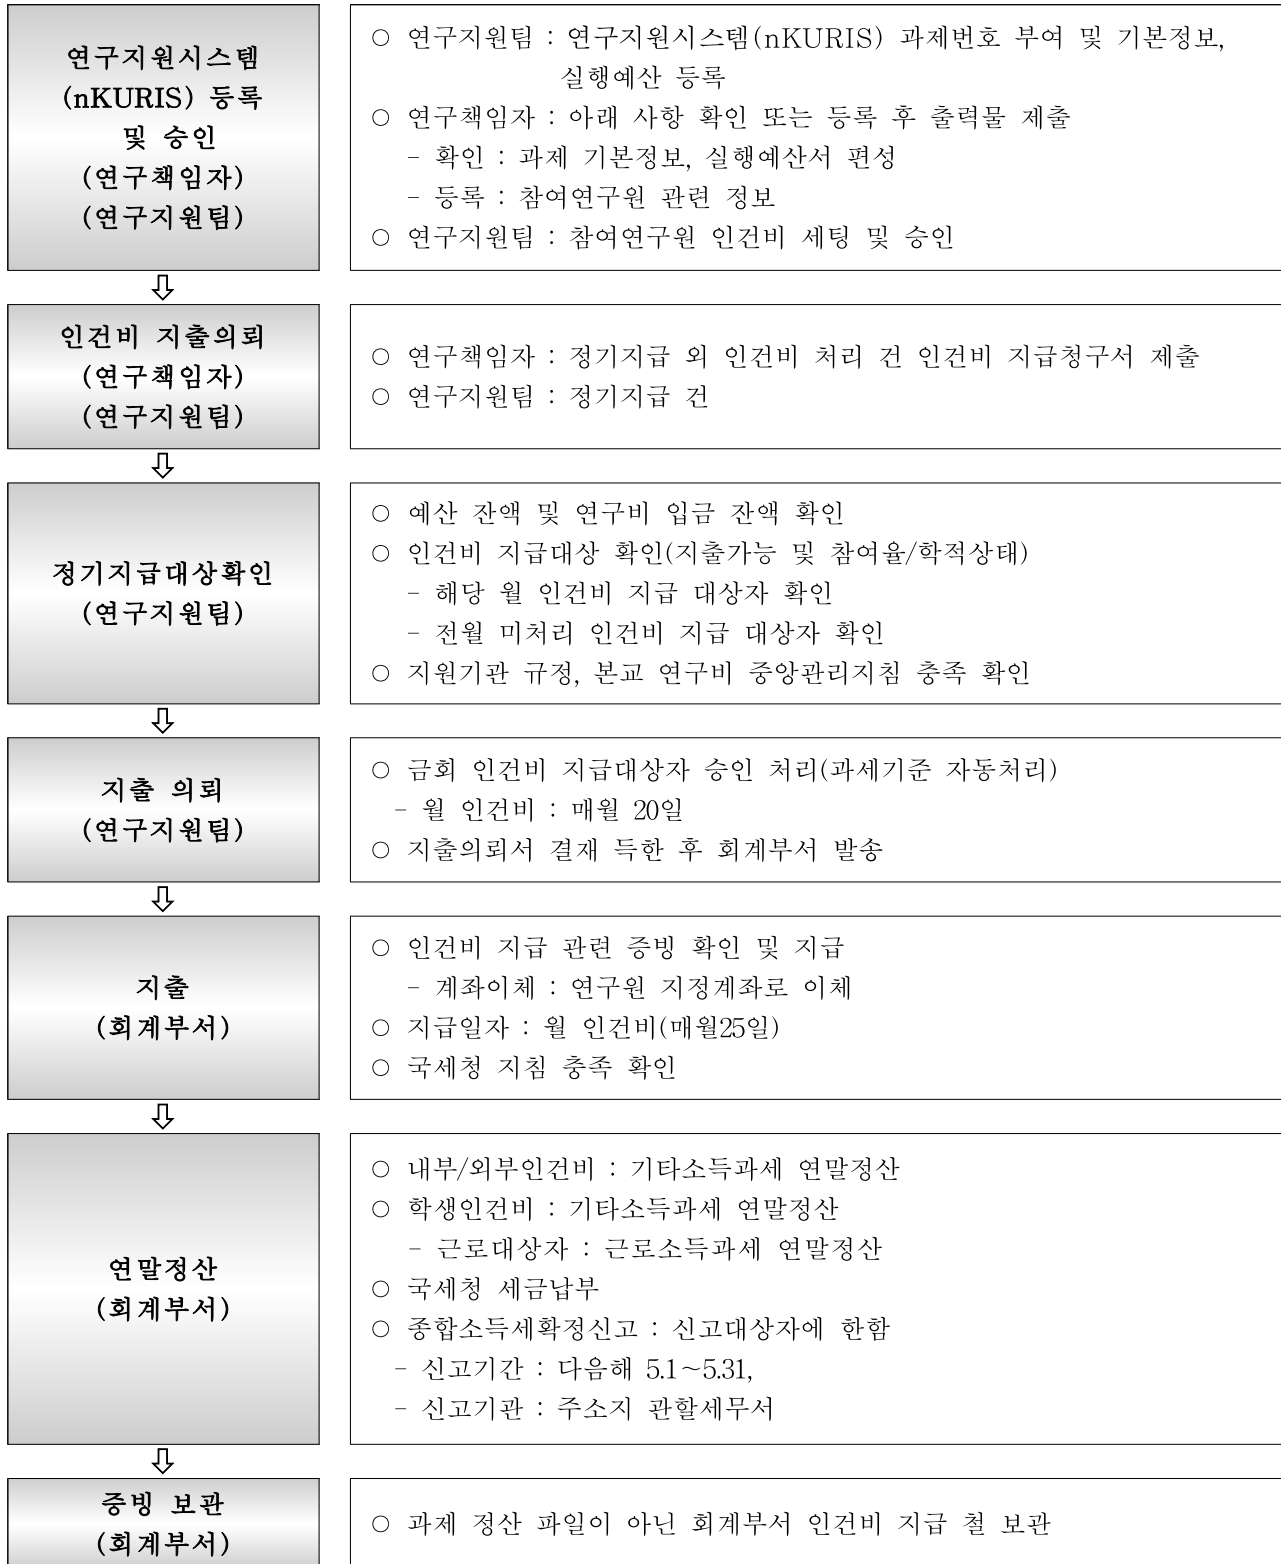 연구지원시스템
(nKURIS) 등록
및 승인
(연구책임자)
(연구지원팀)
○ 연구지원팀 : 연구지원시스템(nKURIS) 과제번호 부여 및 기본정보,
실행예산 등록
○ 연구책임자 : 아래 사항 확인 또는 등록 후 출력물 제출
- 확인 : 과제 기본정보, 실행예산서 편성
- 등록 : 참여연구원 관련 정보
○ 연구지원팀 : 참여연구원 인건비 세팅 및 승인
⇩
인건비 지출의뢰
(연구책임자)
(연구지원팀)
○ 연구책임자 : 정기지급 외 인건비 처리 건 인건비 지급청구서 제출
○ 연구지원팀 : 정기지급 건
⇩
정기지급대상확인
(연구지원팀)
○ 예산 잔액 및 연구비 입금 잔액 확인
○ 인건비 지급대상 확인(지출가능 및 참여율/학적상태)
- 해당 월 인건비 지급 대상자 확인
- 전월 미처리 인건비 지급 대상자 확인
○ 지원기관 규정, 본교 연구비 중앙관리지침 충족 확인
⇩
지출 의뢰
(연구지원팀)
○ 금회 인건비 지급대상자 승인 처리(과세기준 자동처리)
- 월 인건비 : 매월 20일
○ 지출의뢰서 결재 득한 후 회계부서 발송
⇩
지출
(회계부서)
○ 인건비 지급 관련 증빙 확인 및 지급
- 계좌이체 : 연구원 지정계좌로 이체
○ 지급일자 : 월 인건비(매월25일)
○ 국세청 지침 충족 확인
⇩
연말정산
(회계부서)
○ 내부/외부인건비 : 기타소득과세 연말정산
○ 학생인건비 : 기타소득과세 연말정산
- 근로대상자 : 근로소득과세 연말정산
○ 국세청 세금납부
○ 종합소득세확정신고 : 신고대상자에 한함
- 신고기간 : 다음해 5.1~5.31,
- 신고기관 : 주소지 관할세무서
⇩
증빙 보관
(회계부서)
○ 과제 정산 파일이 아닌 회계부서 인건비 지급 철 보관